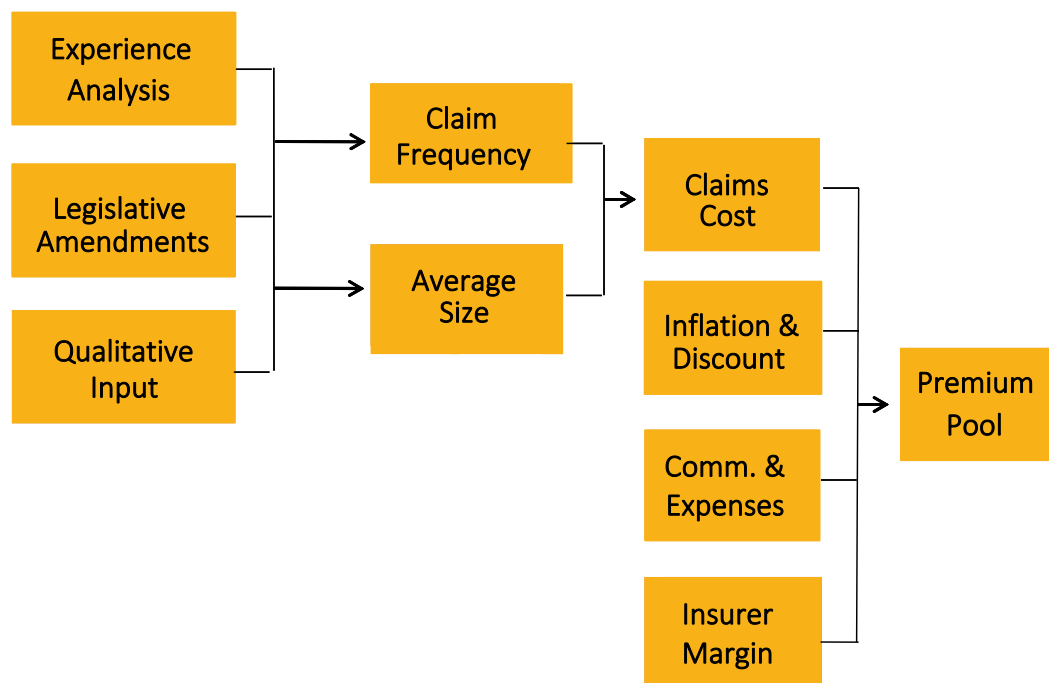 Experience
Analysis
Legislative
Amendments
Qualitative
Input
Claim
Frequency
Average
Size
Claims
Cost
Inflation &
Discount
Comm. &
Expenses
Insurer
Margin
Premium
Pool